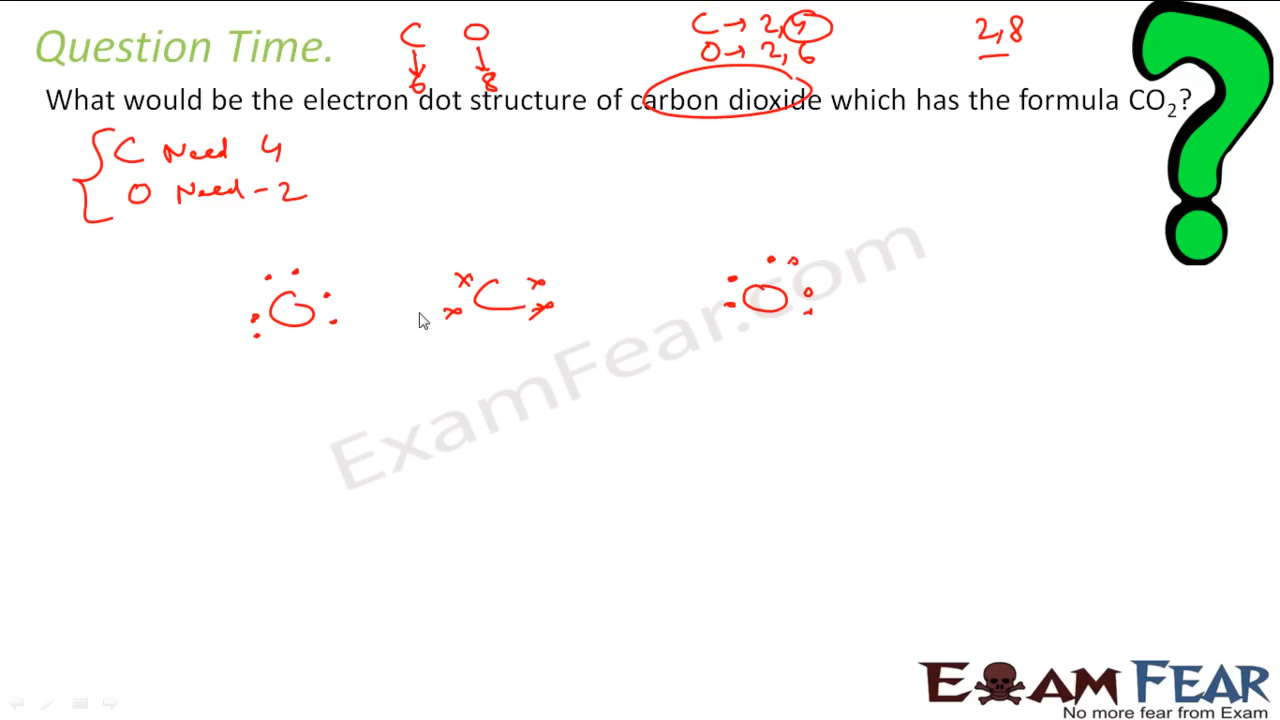 Question Time.
C O
6 8
C → 2, 4
O → 2, 6
2, 8
What would be the electron dot structure of carbon dioxide which has the formula CO₂?
C Need 4
O Need - 2
O C O
ExamFear.com
EXAM FEAR
No more fear from Exam